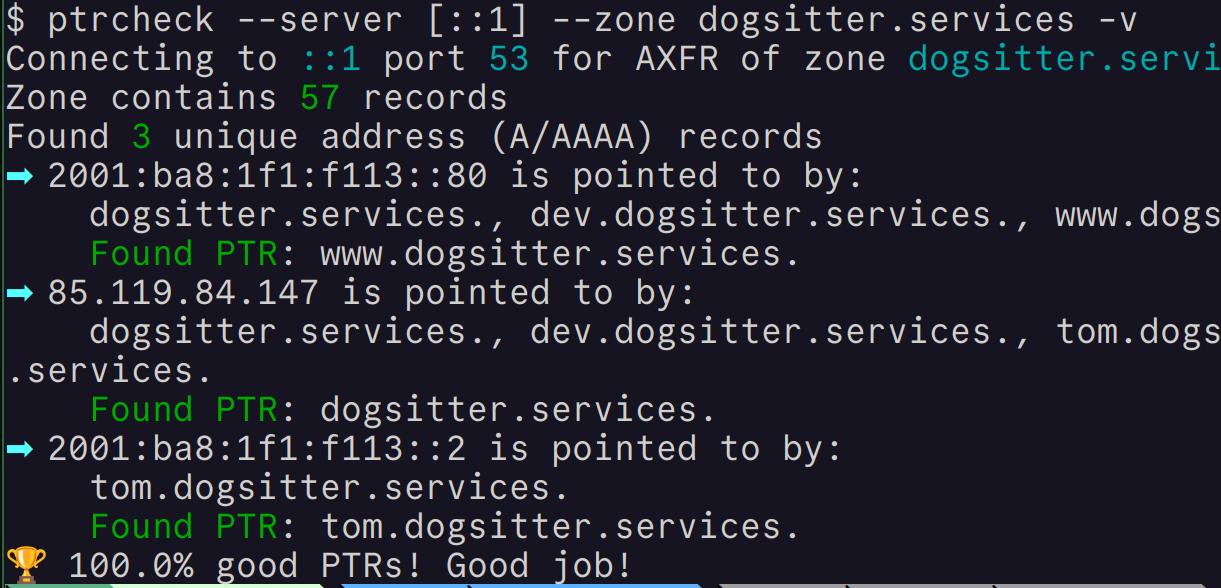 $ ptrcheck --server [::1] --zone dogsitter.services -v
Connecting to ::1 port 53 for AXFR of zone dogsitter.servi
Zone contains 57 records
Found 3 unique address (A/AAAA) records
➡ 2001:ba8:1f1:f113::80 is pointed to by:
dogsitter.services., dev.dogsitter.services., www.dogs
Found PTR: www.dogsitter.services.
➡ 85.119.84.147 is pointed to by:
dogsitter.services., dev.dogsitter.services., tom.dogs
.services.
Found PTR: dogsitter.services.
➡ 2001:ba8:1f1:f113::2 is pointed to by:
tom.dogsitter.services.
Found PTR: tom.dogsitter.services.
🏆 100.0% good PTRs! Good job!